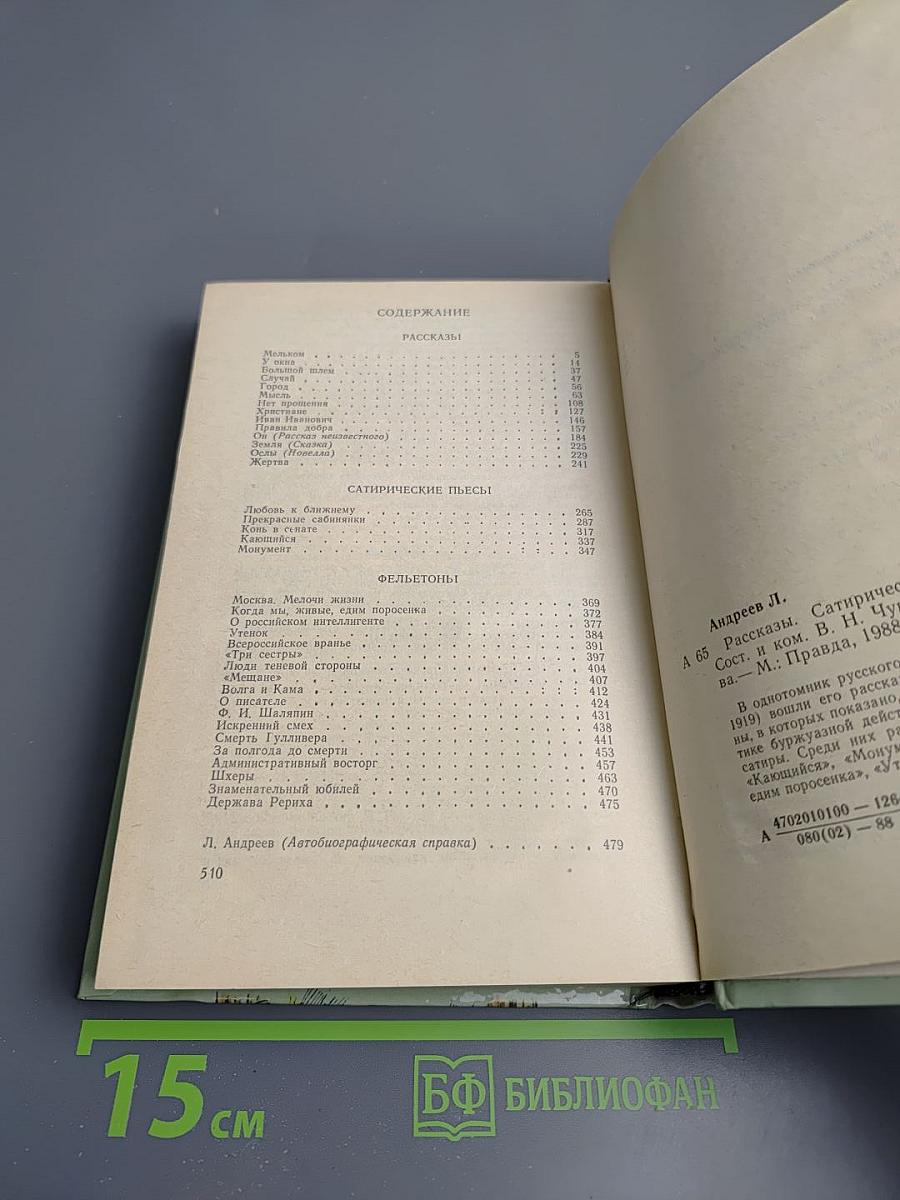 СОДЕРЖАНИЕ
РАССКАЗЫ
Мельком . . . 5
У окна . . . 14
Большой шлем . . . 37
Случай . . . 47
Город . . . 56
Мысль . . . 63
Нет прощения . . . 108
Христиане . . . 127
Иван Иванович . . . 146
Правила добра . . . 157
Он (Рассказ неизвестного) . . . 184
Земля (Сказка) . . . 225
Ослы (Новелла) . . . 229
Жертва . . . 241
САТИРИЧЕСКИЕ ПЬЕСЫ
Любовь к ближнему . . . 265
Прекрасные сабинянки . . . 287
Конь в сенате . . . 317
Кающийся . . . 337
Монумент . . . 347
ФЕЛЬЕТОНЫ
Москва. Мелочи жизни . . . 369
Когда мы, живые, едим поросенка . . . 372
О российском интеллигенте . . . 377
Утенок . . . 384
Всероссийское вранье . . . 391
«Три сестры» . . . 397
Люди теневой стороны . . . 404
«Мещане» . . . 407
Волга и Кама . . . 412
О писателе . . . 424
Ф. И. Шаляпин . . . 431
Искренний смех . . . 438
Смерть Гулливера . . . 441
За полгода до смерти . . . 453
Административный восторг . . . 457
Шхеры . . . 463
Знаменательный юбилей . . . 470
Держава Рериха . . . 475
Л. Андреев (Автобиографическая справка) . . . 479
510
Андреев Л.
А 65 Рассказы. Сатиричес
Сост. и ком. В. Н. Чу
ва.— М.: Правда, 1988
В однотомник русского
1919) вошли его расска
ны, в которых показано,
тике буржуазной дейст
сатиры. Среди них ра
«Кающийся», «Мону
едим поросенка», «Ут
А 4702010100 — 126
080(02) — 88
15 см
БФ БИБЛИОФАН